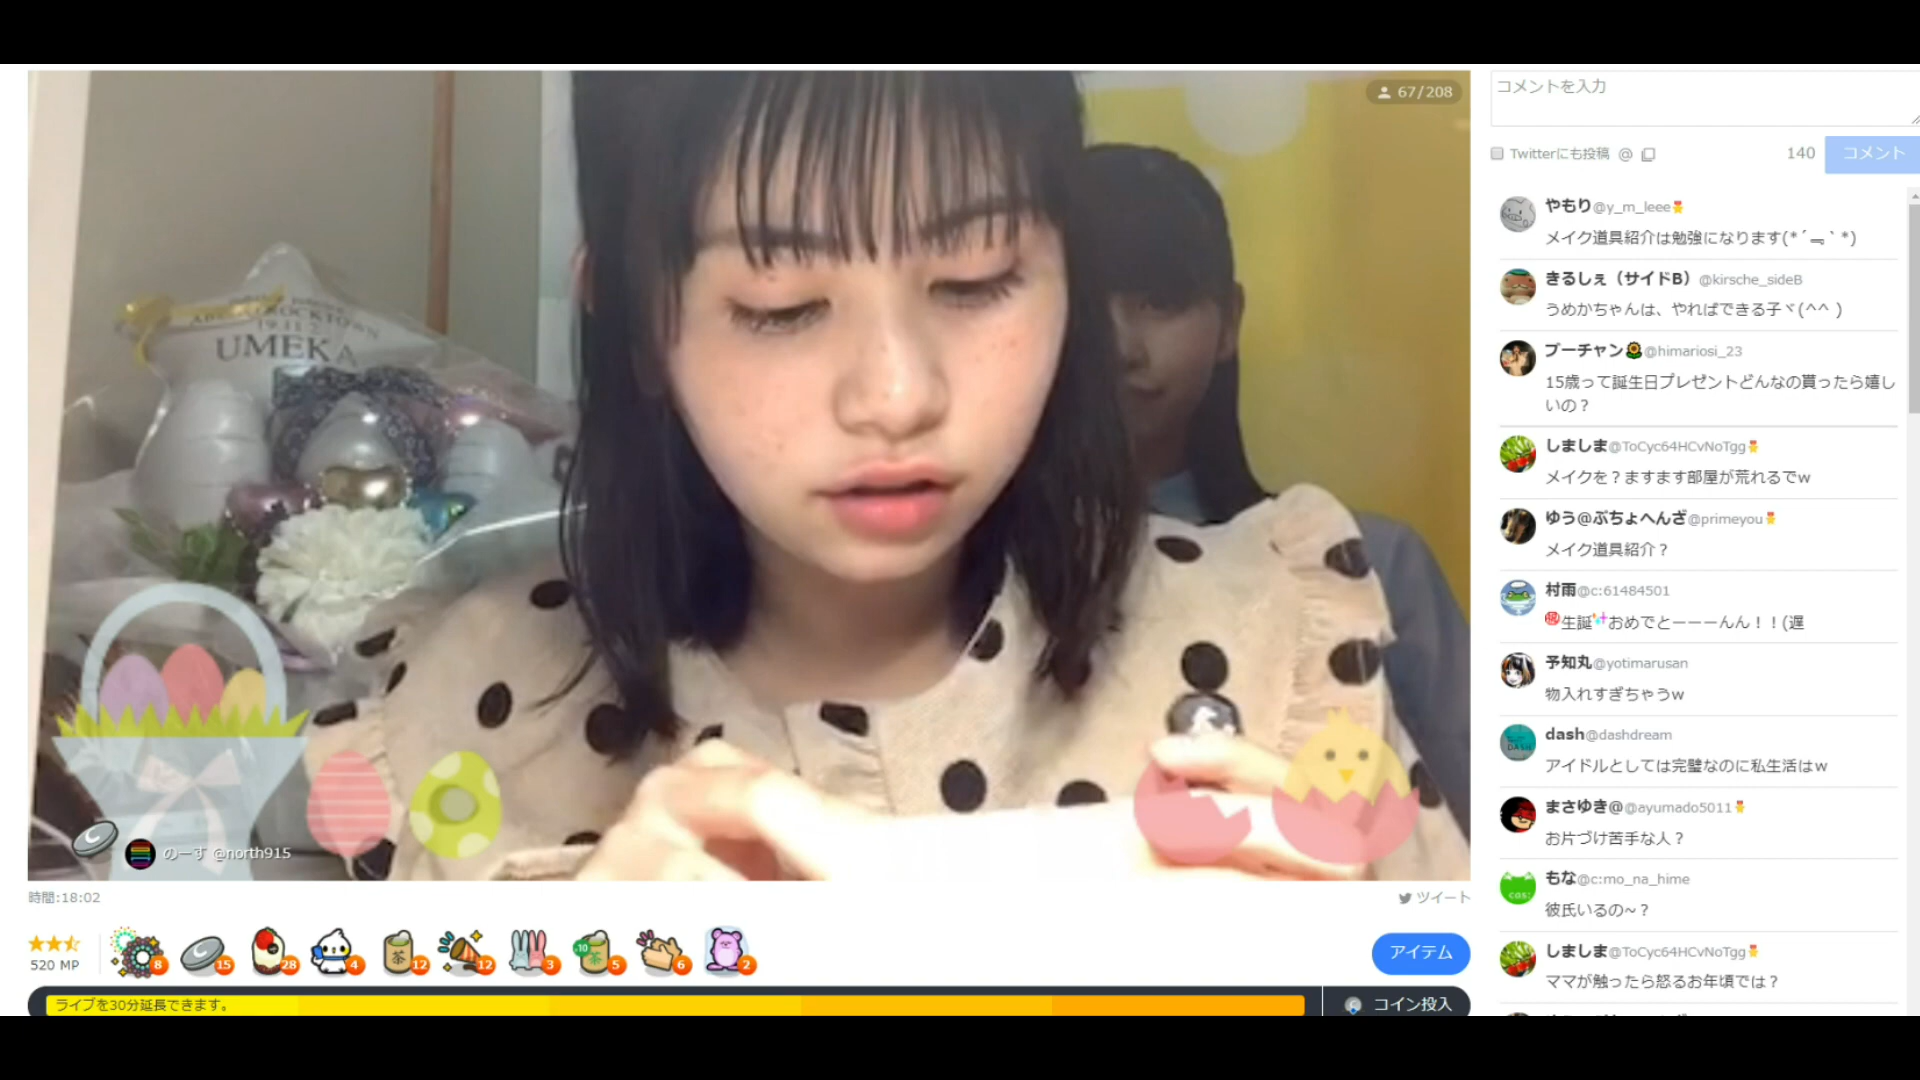 67/208
UMEKA
のーす @north915
時間:18:02
ツイート
520 MP
8
15
28
4
12
12
3
5
6
2
アイテム
ライブを30分延長できます。
コイン投入
コメントを入力
Twitterにも投稿 @
140
コメント
やもり@y_m_leee
メイク道具紹介は勉強になります(*´﹃｀*)
きるしぇ（サイドB）@kirsche_sideB
うめかちゃんは、やればできる子ヾ(^^ )
プーチャン🌻@himariosi_23
15歳って誕生日プレゼントどんなの貰ったら嬉し
いの？
しましま@ToCyc64HCvNoTgg
メイクを？ますます部屋が荒れるでw
ゆう@ぶちょへんざ@primeyou
メイク道具紹介？
村雨@c:61484501
㊗生誕✨おめでとーーーんん！！(遅
予知丸@yotimarusan
物入れすぎちゃうw
dash@dashdream
アイドルとしては完璧なのに私生活はw
まさゆき@@ayumado5011
お片づけ苦手な人？
もな@c:mo_na_hime
彼氏いるの~？
しましま@ToCyc64HCvNoTgg
ママが触ったら怒るお年頃では？